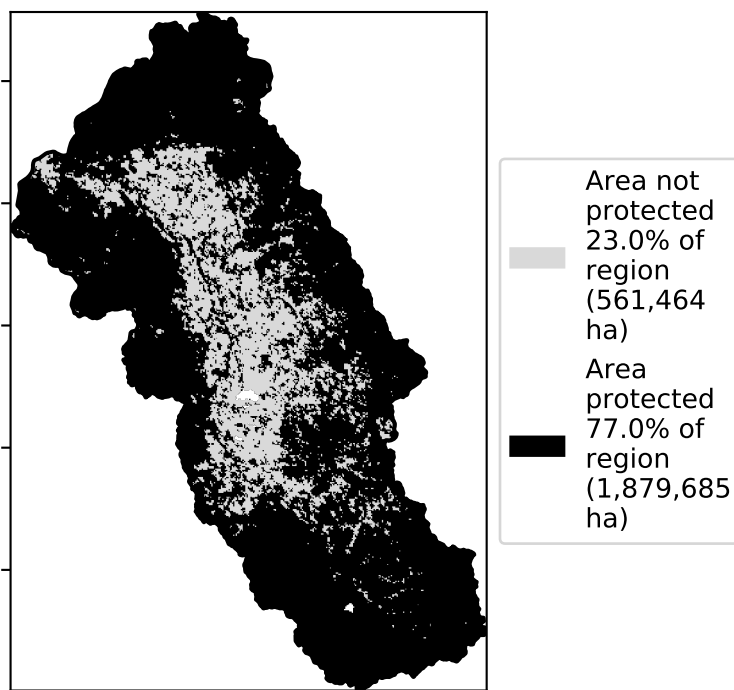 Area not
protected
23.0% of
region
(561,464
ha)
Area
protected
77.0% of
region
(1,879,685
ha)